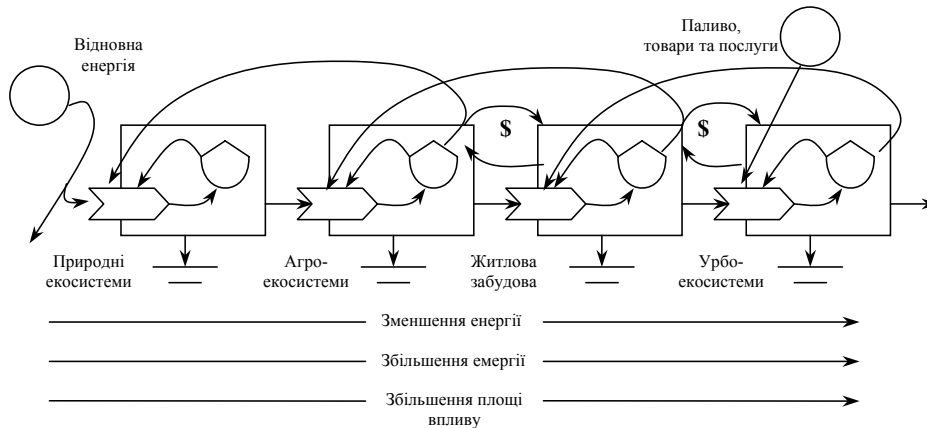 Відновна
енергія
Паливо,
товари та послуги
$
$
Природні
екосистеми
Агро-
екосистеми
Житлова
забудова
Урбо-
екосистеми
Зменшення енергії
Збільшення емергії
Збільшення площі
впливу